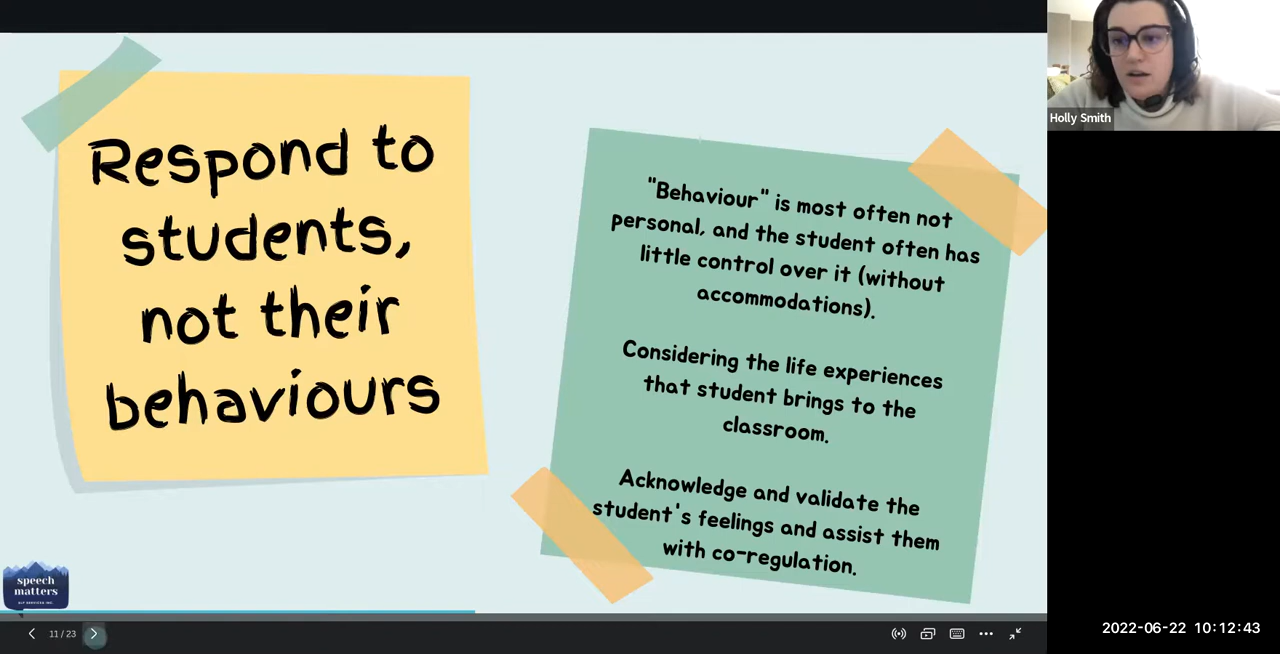 Respond to
students,
not their
behaviours
"Behaviour" is most often not
personal, and the student often has
little control over it (without
accommodations).
Considering the life experiences
that student brings to the
classroom.
Acknowledge and validate the
student's feelings and assist them
with co-regulation.
speech
matters
SLP SERVICES INC.
11 / 23
Holly Smith
2022-06-22 10:12:43